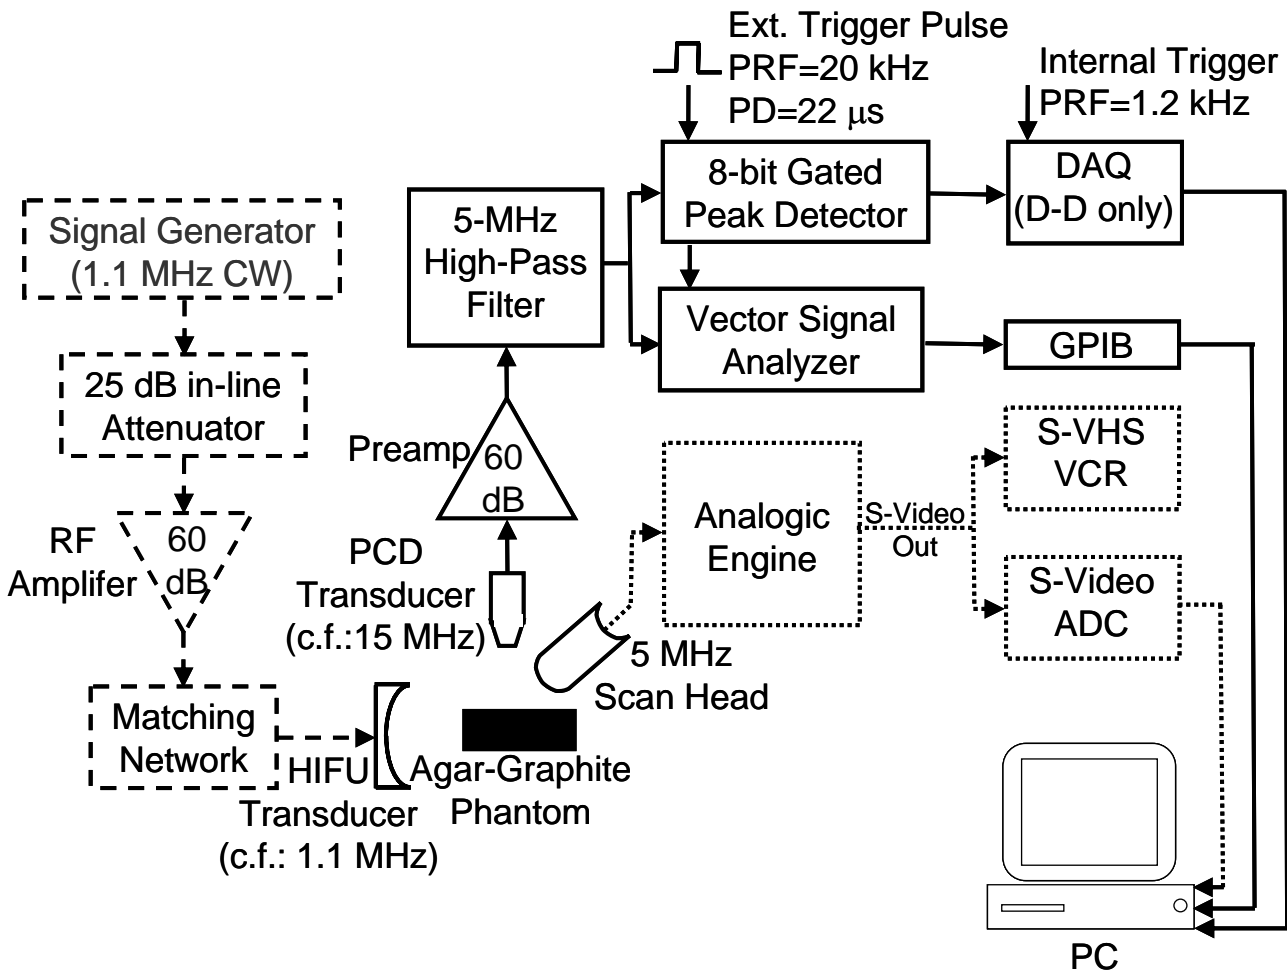 Ext. Trigger Pulse
PRF=20 kHz
PD=22 μs
Internal Trigger
PRF=1.2 kHz
8-bit Gated
Peak Detector
DAQ
(D-D only)
Signal Generator
(1.1 MHz CW)
5-MHz
High-Pass
Filter
Vector Signal
Analyzer
GPIB
25 dB in-line
Attenuator
Preamp
60
dB
S-VHS
VCR
Analogic
Engine
S-Video
Out
RF
Amplifer
60
dB
PCD
Transducer
(c.f.:15 MHz)
S-Video
ADC
5 MHz
Scan Head
Matching
Network
HIFU
Transducer
(c.f.: 1.1 MHz)
Agar-Graphite
Phantom
PC